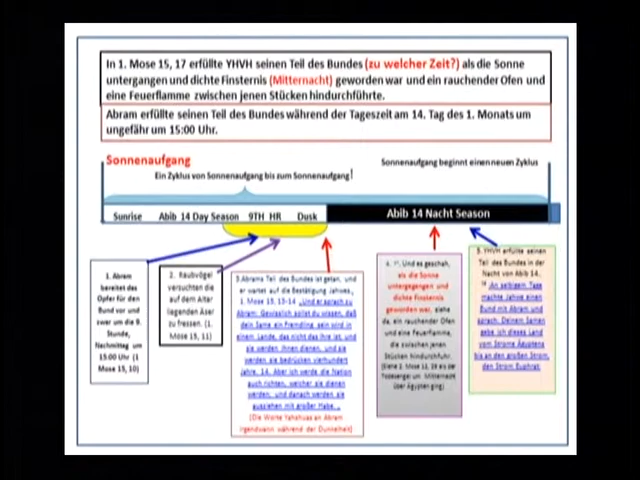 In 1. Mose 15, 17 erfüllte YHVH seinen Teil des Bundes (zu welcher Zeit?) als die Sonne
untergangen und dichte Finsternis (Mitternacht) geworden war und ein rauchender Ofen und
eine Feuerflamme zwischen jenen Stücken hindurchführte.
Abram erfüllte seinen Teil des Bundes während der Tageszeit am 14. Tag des 1. Monats um
ungefähr um 15:00 Uhr.
Sonnenaufgang
Sonnenaufgang beginnt einen neuen Zyklus
Ein Zyklus von Sonnenaufgang bis zum Sonnenaufgang!
Sunrise Abib 14 Day Season 9TH HR Dusk
Abib 14 Nacht Season
1. Abram
bereitet das
Opfer für den
Bund vor und
zwar um die 9.
Stunde,
Nachmittag um
15:00 Uhr (1
Mose 15, 10)
2. Raubvögel
versuchten die
auf dem Altar
liegenden Aser
zu fressen. (1.
Mose 15, 11)
3.Abrams Teil des Bundes ist getan, und
er wartet auf die Bestätigung Jahwes,
1. Mose 15, 13-14 „Und er sprach zu
Abram: Gewisslich sollst du wissen, daß
dein Same ein Fremdling sein wird in
einem Lande, das nicht das ihre ist; und
sie werden ihnen dienen, und sie
werden sie bedrücken vierhundert
Jahre. 14. Aber ich werde die Nation
auch richten, welcher sie dienen
werden; und danach werden sie
ausziehen mit großer Habe.„
(Die Worte Yahshuas an Abram
irgendwann während der Dunkelheit)
Und es geschah,
als die Sonne
untergegangen und
dichte Finsternis
geworden war, siehe
da, ein rauchender Ofen
und eine Feuerflamme,
die zwischen jenen
Stücken hindurchfuhr.
(Siehe 2. Mose 11, als der
Todesengel um Mitternacht
über Ägypten ging)
5. YHVH erfüllte seinen
Teil des Bundes in der
Nacht von Abib 14.
An selbigem Tage
machte Jahwe einen
Bund mit Abram und
sprach: Deinem Samen
gebe ich dieses Land
vom Strome Ägyptens
bis an den großen Strom,
den Strom Euphrat.